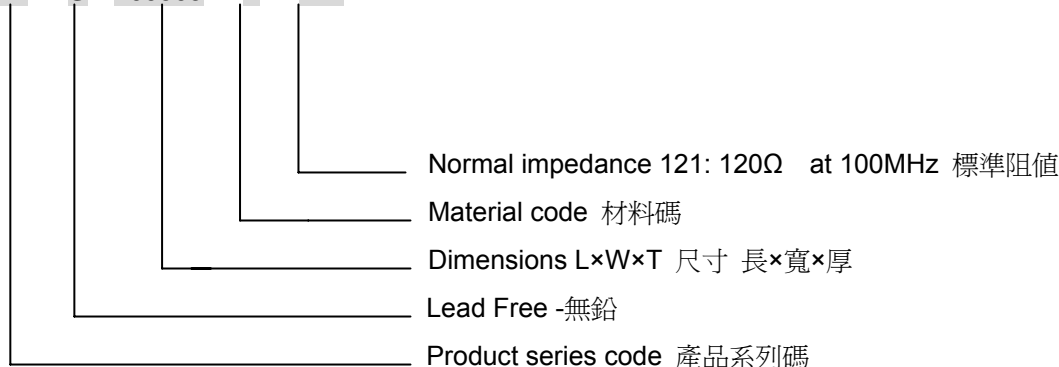 Normal impedance 121: 120Ω at 100MHz 標準阻值
Material code 材料碼
Dimensions L×W×T 尺寸 長×寬×厚
Lead Free -無鉛
Product series code 產品系列碼